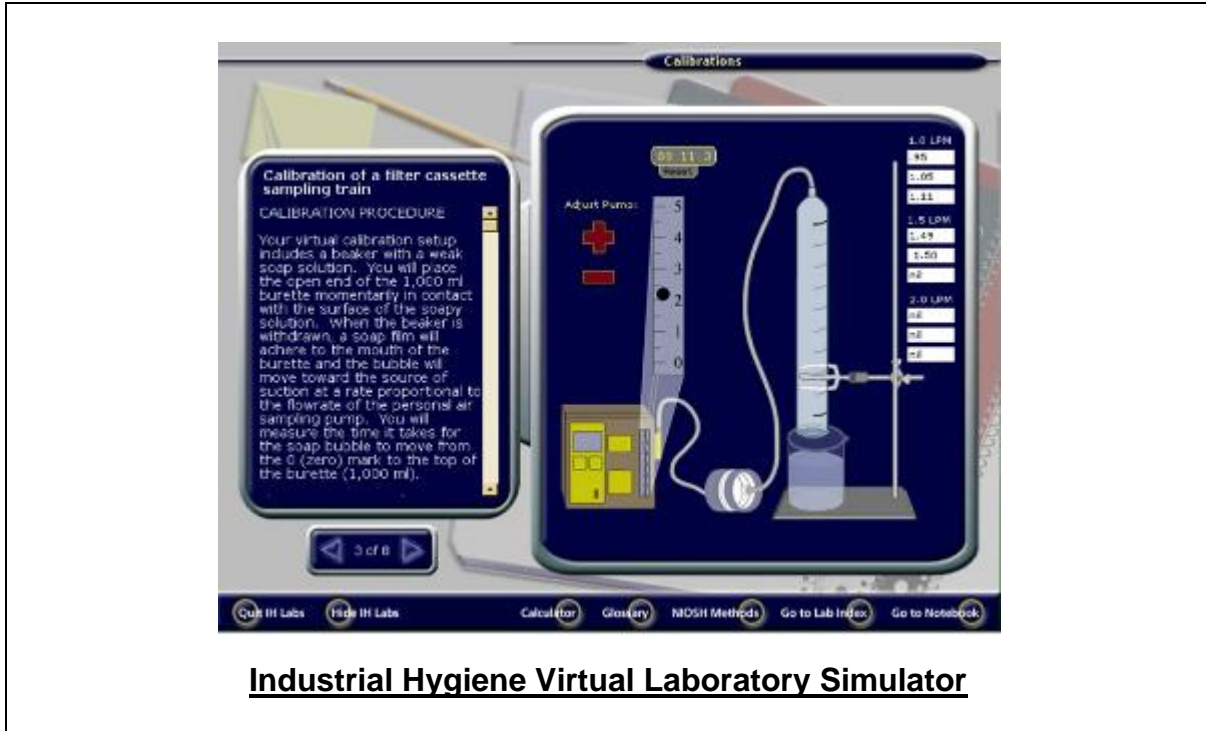 Calibrations
Calibration of a filter cassette
sampling train
CALIBRATION PROCEDURE
Your virtual calibration setup
includes a beaker with a weak
soap solution. You will place
the open end of the 1,000 ml
burette momentarily in contact
with the surface of the soapy
solution. When the beaker is
withdrawn, a soap film will
adhere to the mouth of the
burette and the bubble will
move toward the source of
suction at a rate proportional to
the flowrate of the personal air
sampling pump. You will
measure the time it takes for
the soap bubble to move from
the 0 (zero) mark to the top of
the burette (1,000 ml).
3 of 8
Reset
Adjust Pump:
5
4
3
2
1
0
1.0 LPM
.95
1.05
1.11
1.5 LPM
1.49
1.50
2.0 LPM
Quit IH Labs
Hide IH Labs
Calculator
Glossary
NIOSH Methods
Go to Lab Index
Go to Notebook
Industrial Hygiene Virtual Laboratory Simulator